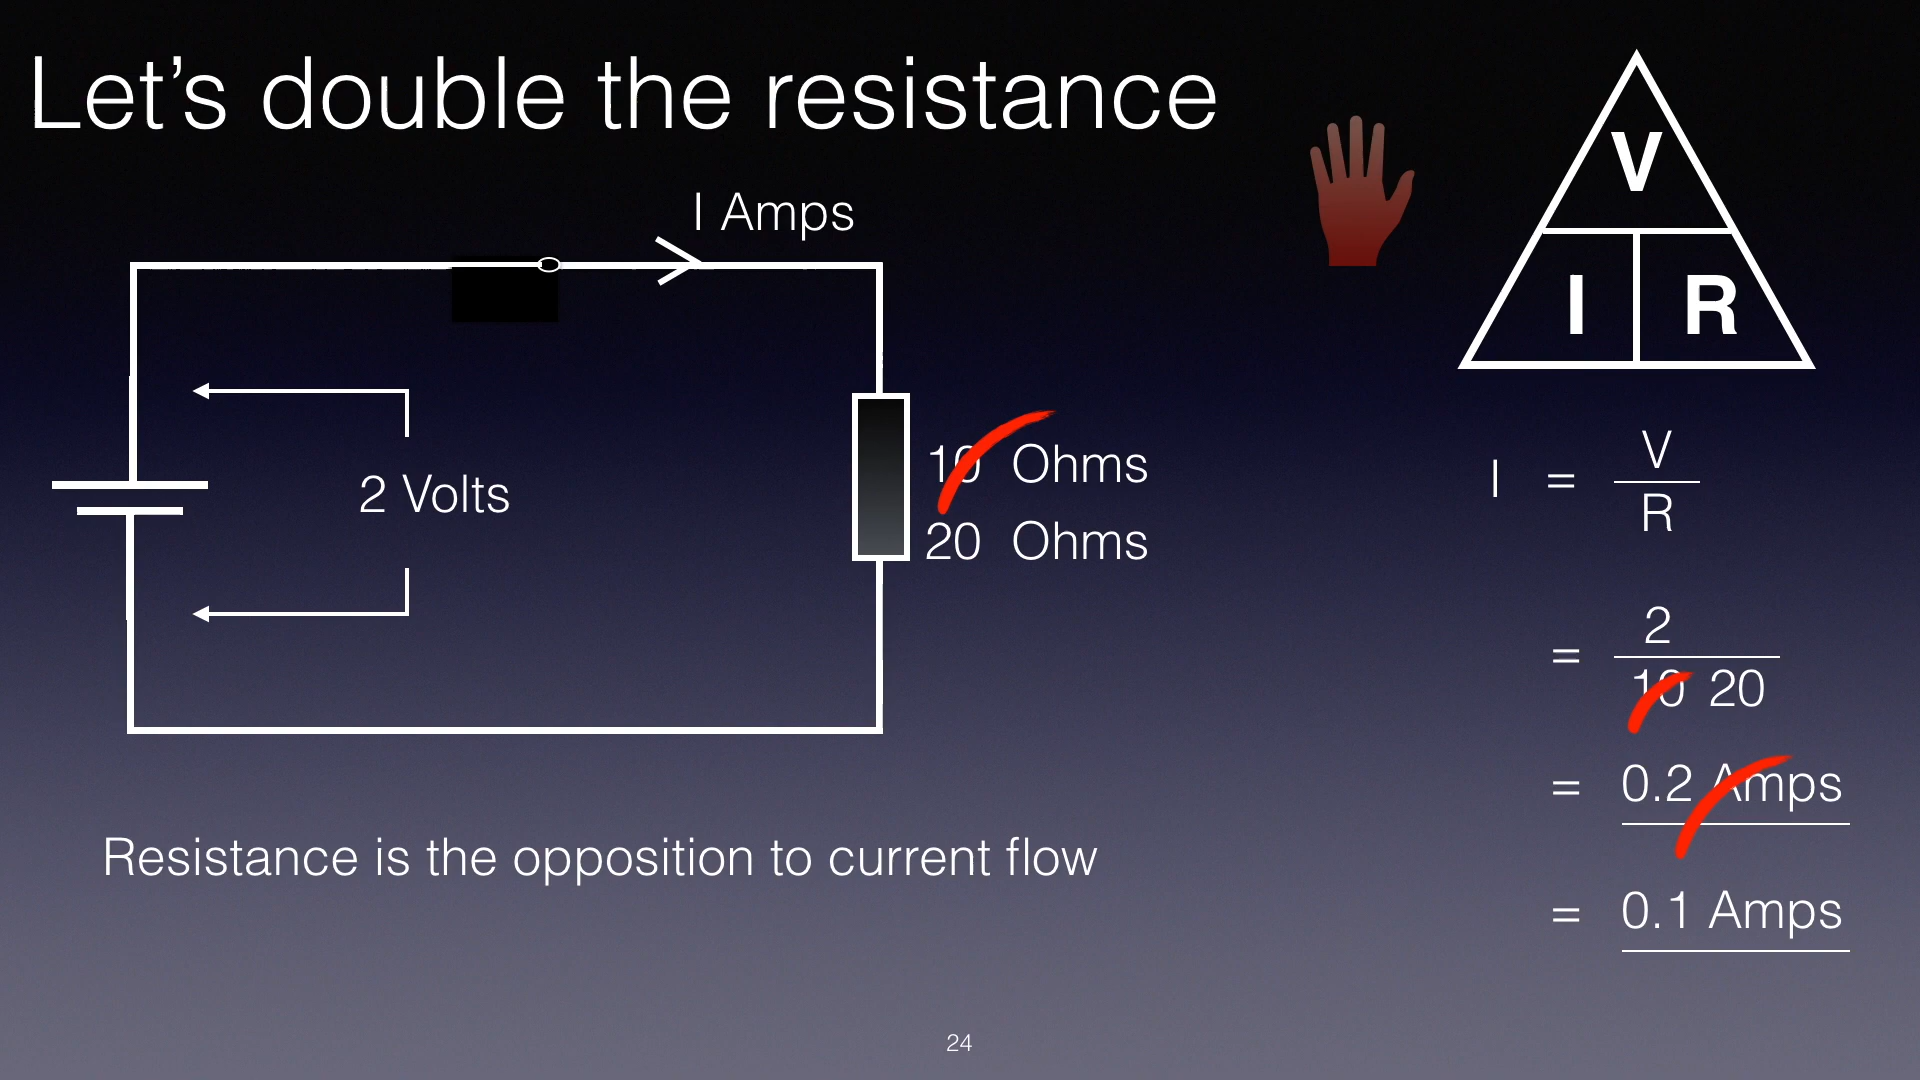 Let's double the resistance
I Amps
V
I R
2 Volts
10 Ohms
20 Ohms
I = V
R
= 2
10 20
= 0.2 Amps
= 0.1 Amps
Resistance is the opposition to current flow
24